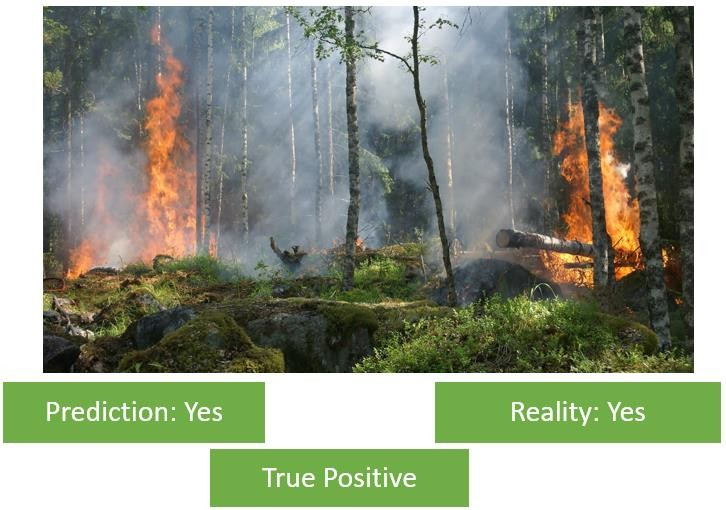 Prediction: Yes
Reality: Yes
True Positive